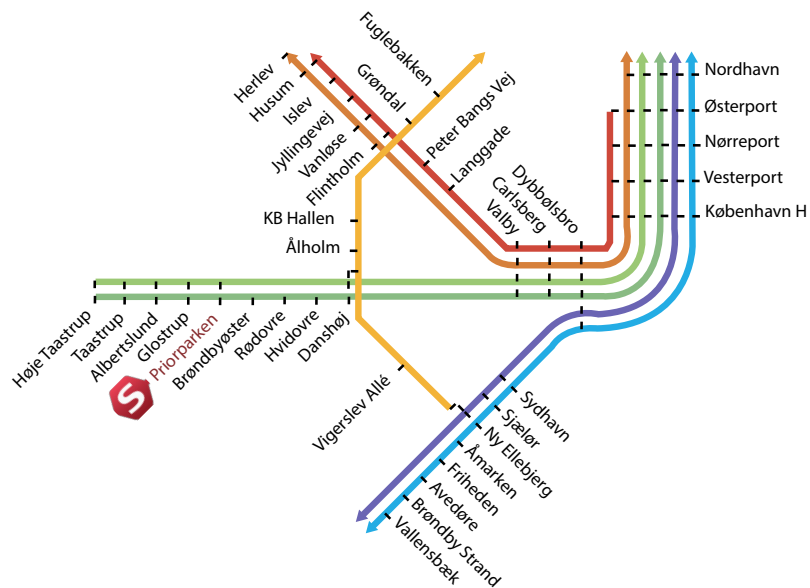 Fuglebakken
Grøndal
Peter Bangs Vej
Langgade
Dybbølsbro
Carlsberg
Valby
Herlev
Husum
Islev
Jyllingevej
Vanløse
Flintholm
KB Hallen
Ålholm
Nordhavn
Østerport
Nørreport
Vesterport
København H
Høje Taastrup
Taastrup
Albertslund
Glostrup
S
Priorparken
Brøndbyøster
Rødovre
Hvidovre
Danshøj
Vigerslev Allé
Sydhavn
Sjælør
Ny Ellebjerg
Åmarken
Friheden
Avedøre
Brøndby Strand
Vallensbæk